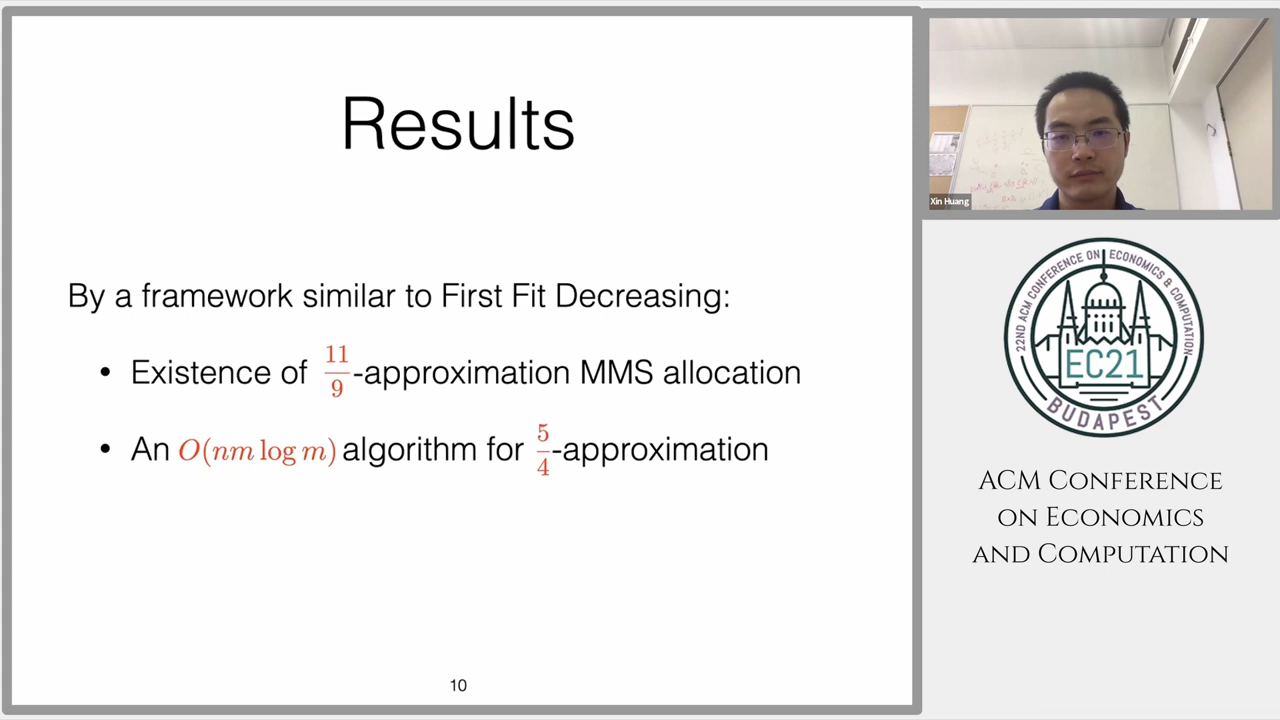 Results
By a framework similar to First Fit Decreasing:
• Existence of 11/9-approximation MMS allocation
• An O(nm log m) algorithm for 5/4-approximation
10
Xin Huang
22ND ACM CONFERENCE ON ECONOMICS & COMPUTATION
EC21
BUDAPEST
ACM Conference
on Economics
and Computation